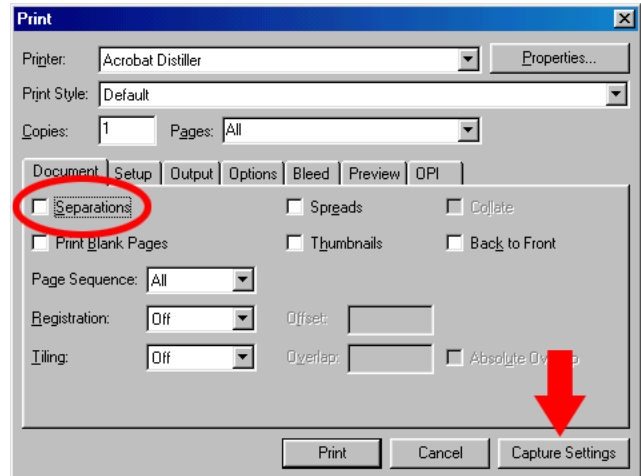 Print
Printer: Acrobat Distiller Properties...
Print Style: Default
Copies: 1 Pages: All
Document Setup Output Options Bleed Preview OPI
Separations Spreads Collate
Print Blank Pages Thumbnails Back to Front
Page Sequence: All
Registration: Off Offset:
Tiling: Off Overlap: Absolute
Print Cancel Capture Settings